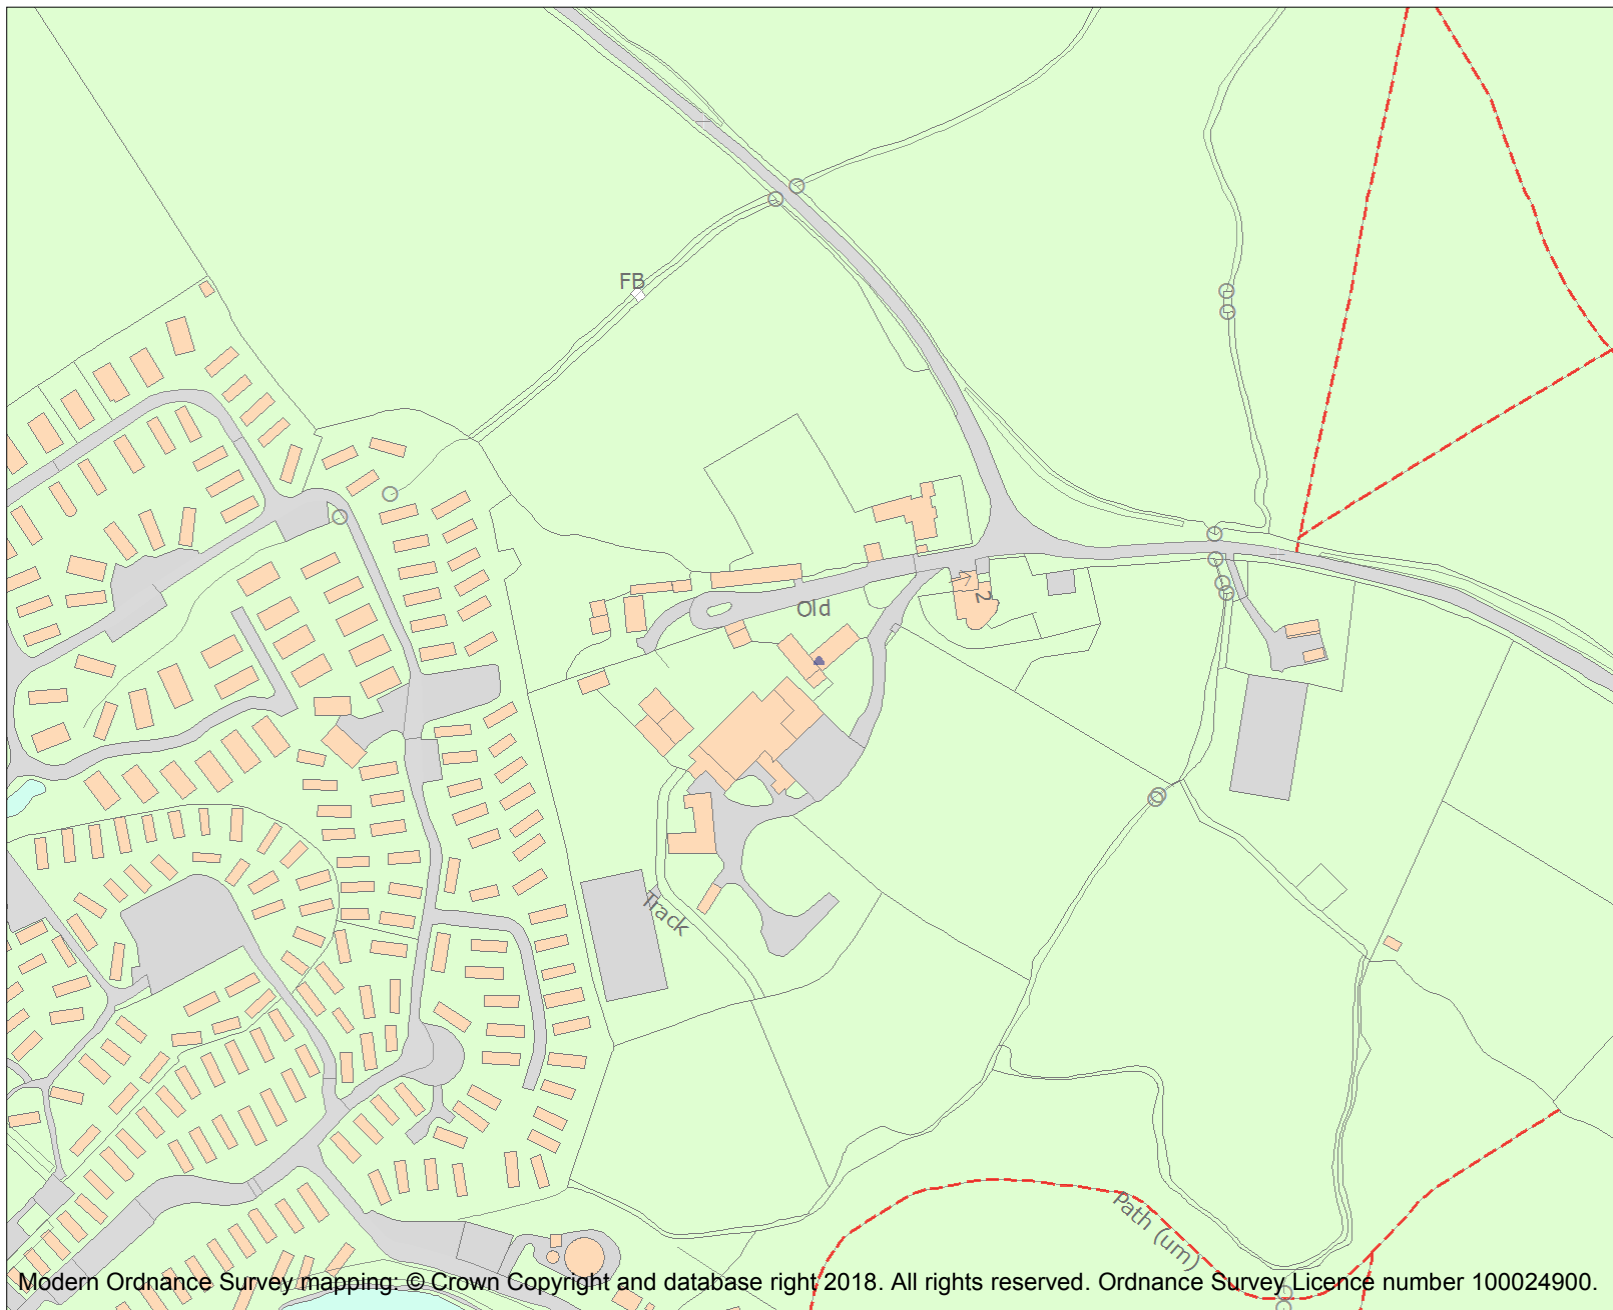 FB
Old
7
2
Track
Path (um)
Modern Ordnance Survey mapping: © Crown Copyright and database right 2018. All rights reserved. Ordnance Survey Licence number 100024900.